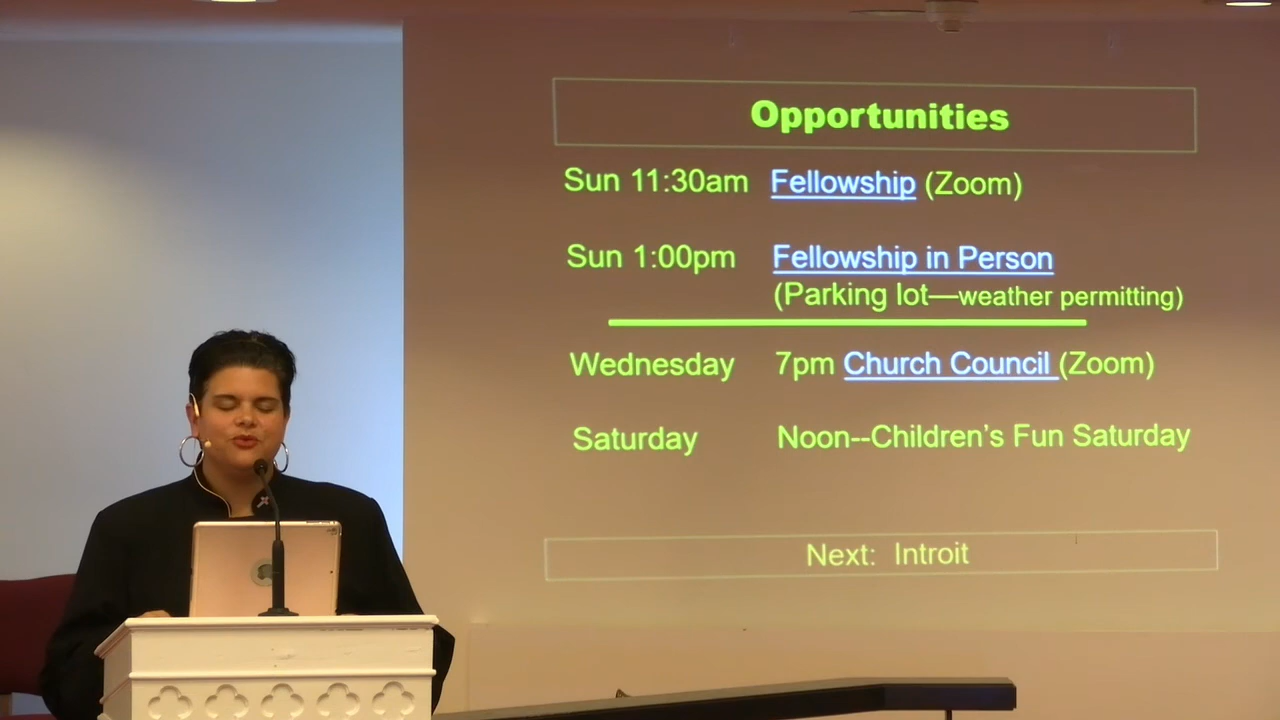 Opportunities
Sun 11:30am Fellowship (Zoom)
Sun 1:00pm Fellowship in Person
(Parking lot—weather permitting)
Wednesday 7pm Church Council (Zoom)
Saturday Noon--Children's Fun Saturday
Next: Introit